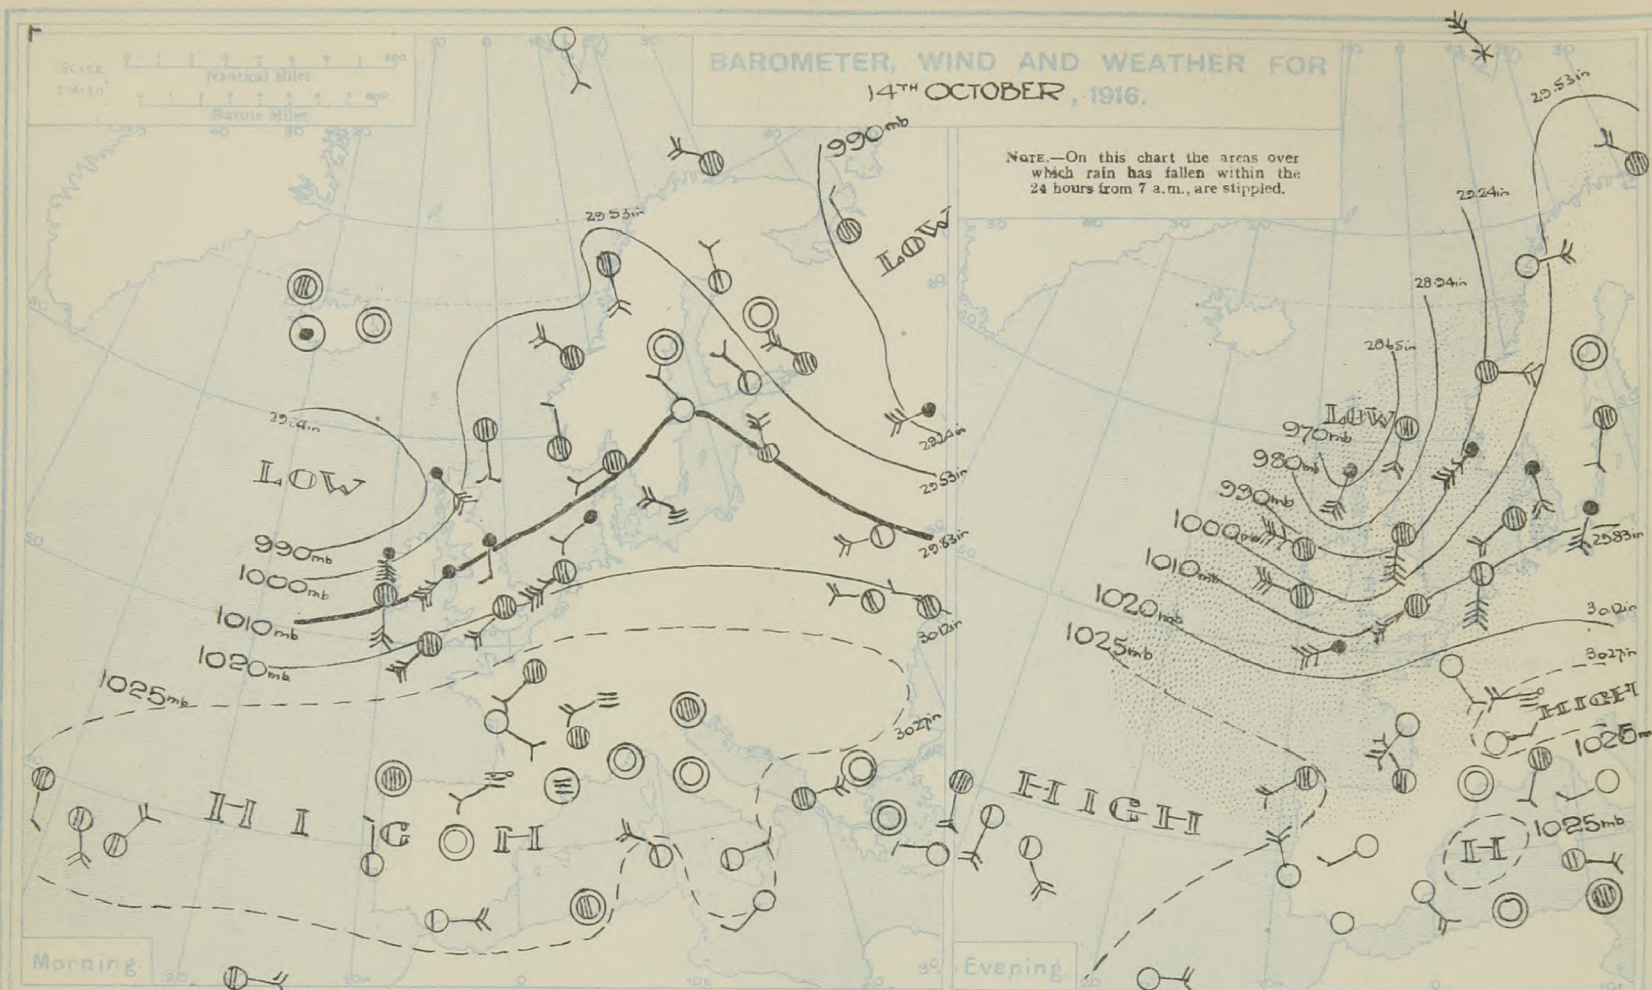 SCALE
Nautical Miles
Statute Miles
BAROMETER, WIND AND WEATHER FOR
14TH OCTOBER, 1916.
NOTE.—On this chart the areas over
which rain has fallen within the
24 hours from 7 a.m., are stippled.
990mb
LOW
29.53in
29.24in
LOW
990mb
1000mb
1010mb
1020mb
1025mb
29.24in
29.53in
29.83in
30.12in
30.27in
HIGH
Morning
29.53in
29.24in
28.94in
28.65in
LOW
970mb
980mb
990mb
1000mb
1010mb
1020mb
1025mb
29.83in
30.12in
30.27in
HIGH
1025mb
HIGH
1025mb
H
Evening